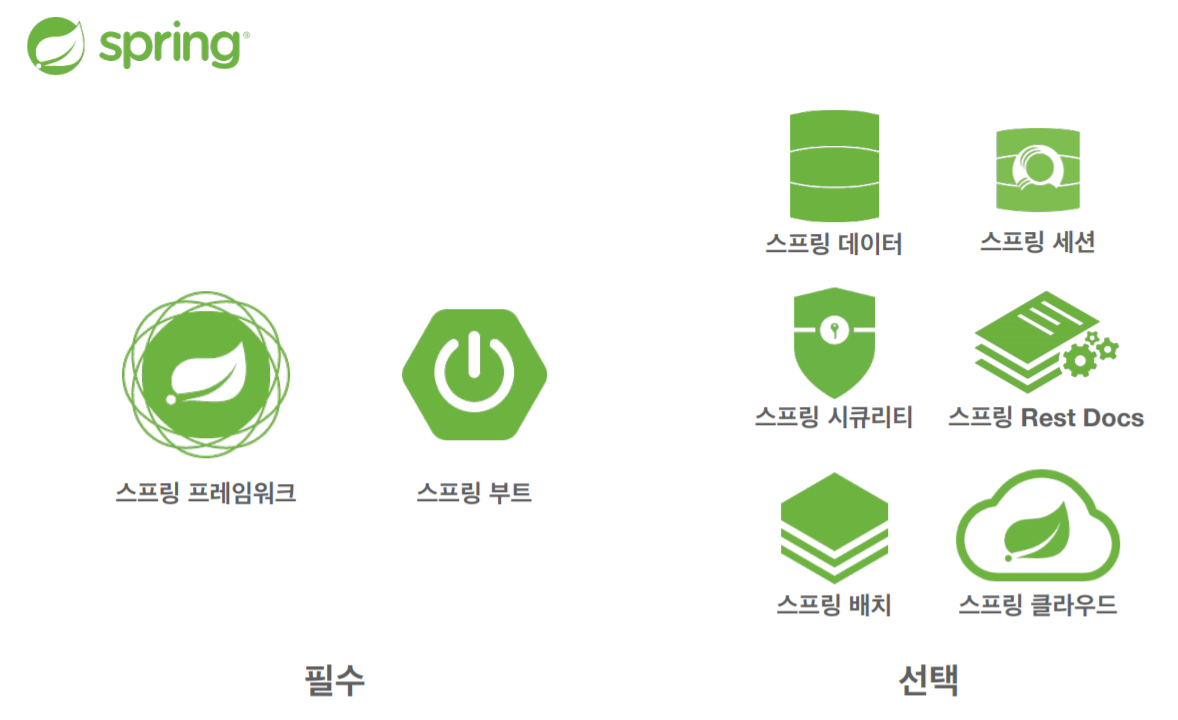 spring®
스프링 데이터
스프링 세션
스프링 시큐리티
스프링 Rest Docs
스프링 프레임워크
스프링 부트
스프링 배치
스프링 클라우드
필수
선택